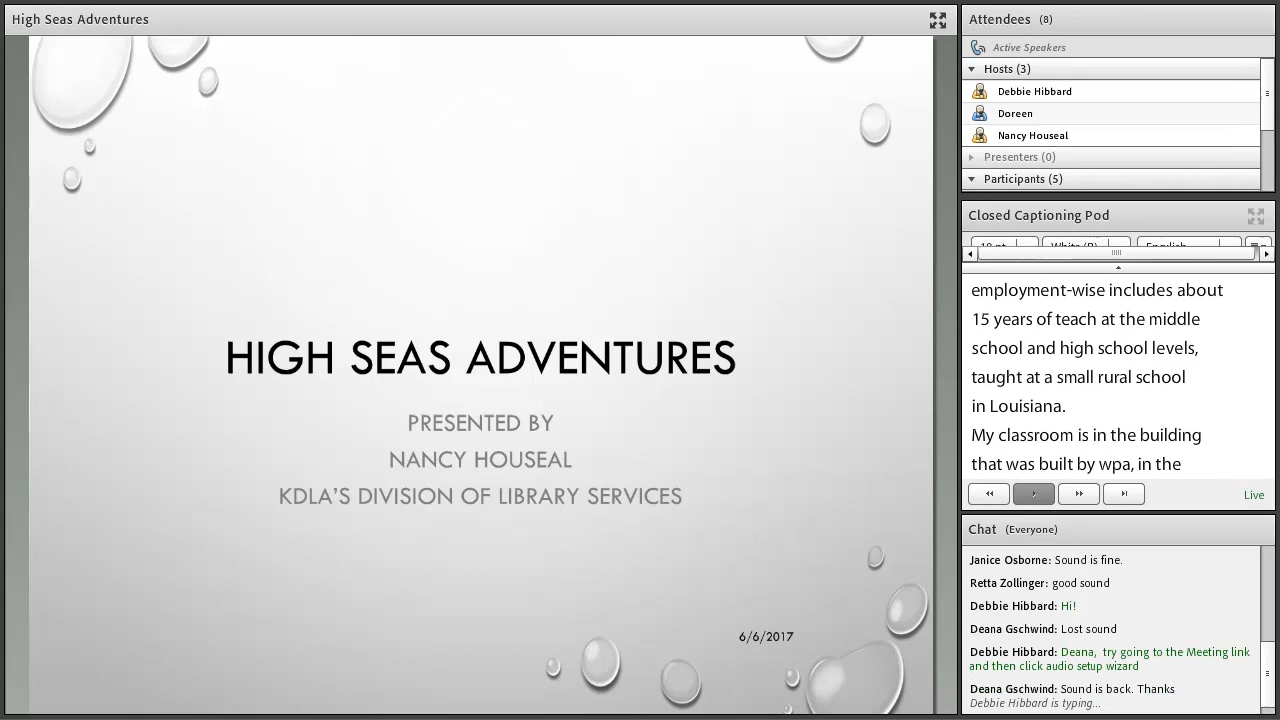 High Seas Adventures
HIGH SEAS ADVENTURES
PRESENTED BY
NANCY HOUSEAL
KDLA'S DIVISION OF LIBRARY SERVICES
6/6/2017
Attendees (8)
Active Speakers
Hosts (3)
Debbie Hibbard
Doreen
Nancy Houseal
Presenters (0)
Participants (5)
Closed Captioning Pod
employment-wise includes about
15 years of teach at the middle
school and high school levels,
taught at a small rural school
in Louisiana.
My classroom is in the building
that was built by wpa, in the
Live
Chat (Everyone)
Janice Osborne: Sound is fine.
Retta Zollinger: good sound
Debbie Hibbard: Hi!
Deana Gschwind: Lost sound
Debbie Hibbard: Deana, try going to the Meeting link
and then click audio setup wizard
Deana Gschwind: Sound is back. Thanks
Debbie Hibbard is typing...